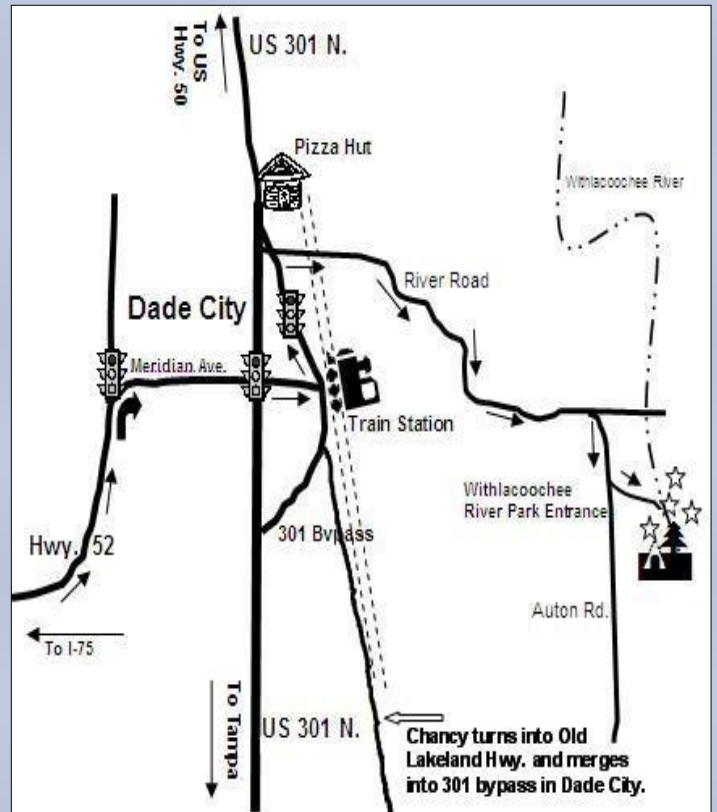 To US
Hwy. 50
US 301 N.
Pizza Hut
Withlacoochee River
River Road
Dade City
Meridian Ave.
Train Station
Withlacoochee
River Park Entrance
301 Bypass
Hwy. 52
Auton Rd.
To I-75
To Tampa
US 301 N.
Chancy turns into Old
Lakeland Hwy. and merges
into 301 bypass in Dade City.